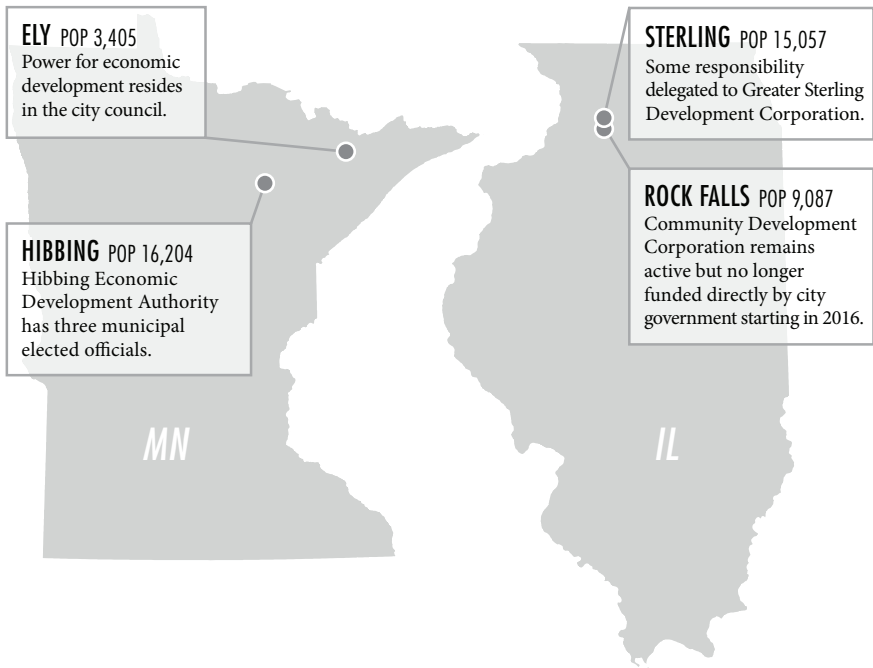 ELY POP 3,405
Power for economic
development resides
in the city council.
HIBBING POP 16,204
Hibbing Economic
Development Authority
has three municipal
elected officials.
MN
STERLING POP 15,057
Some responsibility
delegated to Greater Sterling
Development Corporation.
ROCK FALLS POP 9,087
Community Development
Corporation remains
active but no longer
funded directly by city
government starting in 2016.
IL